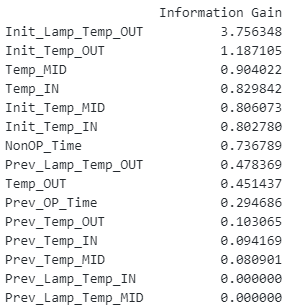 Information Gain
Init_Lamp_Temp_OUT 3.756348
Init_Temp_OUT 1.187105
Temp_MID 0.904022
Temp_IN 0.829842
Init_Temp_MID 0.806073
Init_Temp_IN 0.802780
NonOP_Time 0.736789
Prev_Lamp_Temp_OUT 0.478369
Temp_OUT 0.451437
Prev_OP_Time 0.294686
Prev_Temp_OUT 0.103065
Prev_Temp_IN 0.094169
Prev_Temp_MID 0.080901
Prev_Lamp_Temp_IN 0.000000
Prev_Lamp_Temp_MID 0.000000